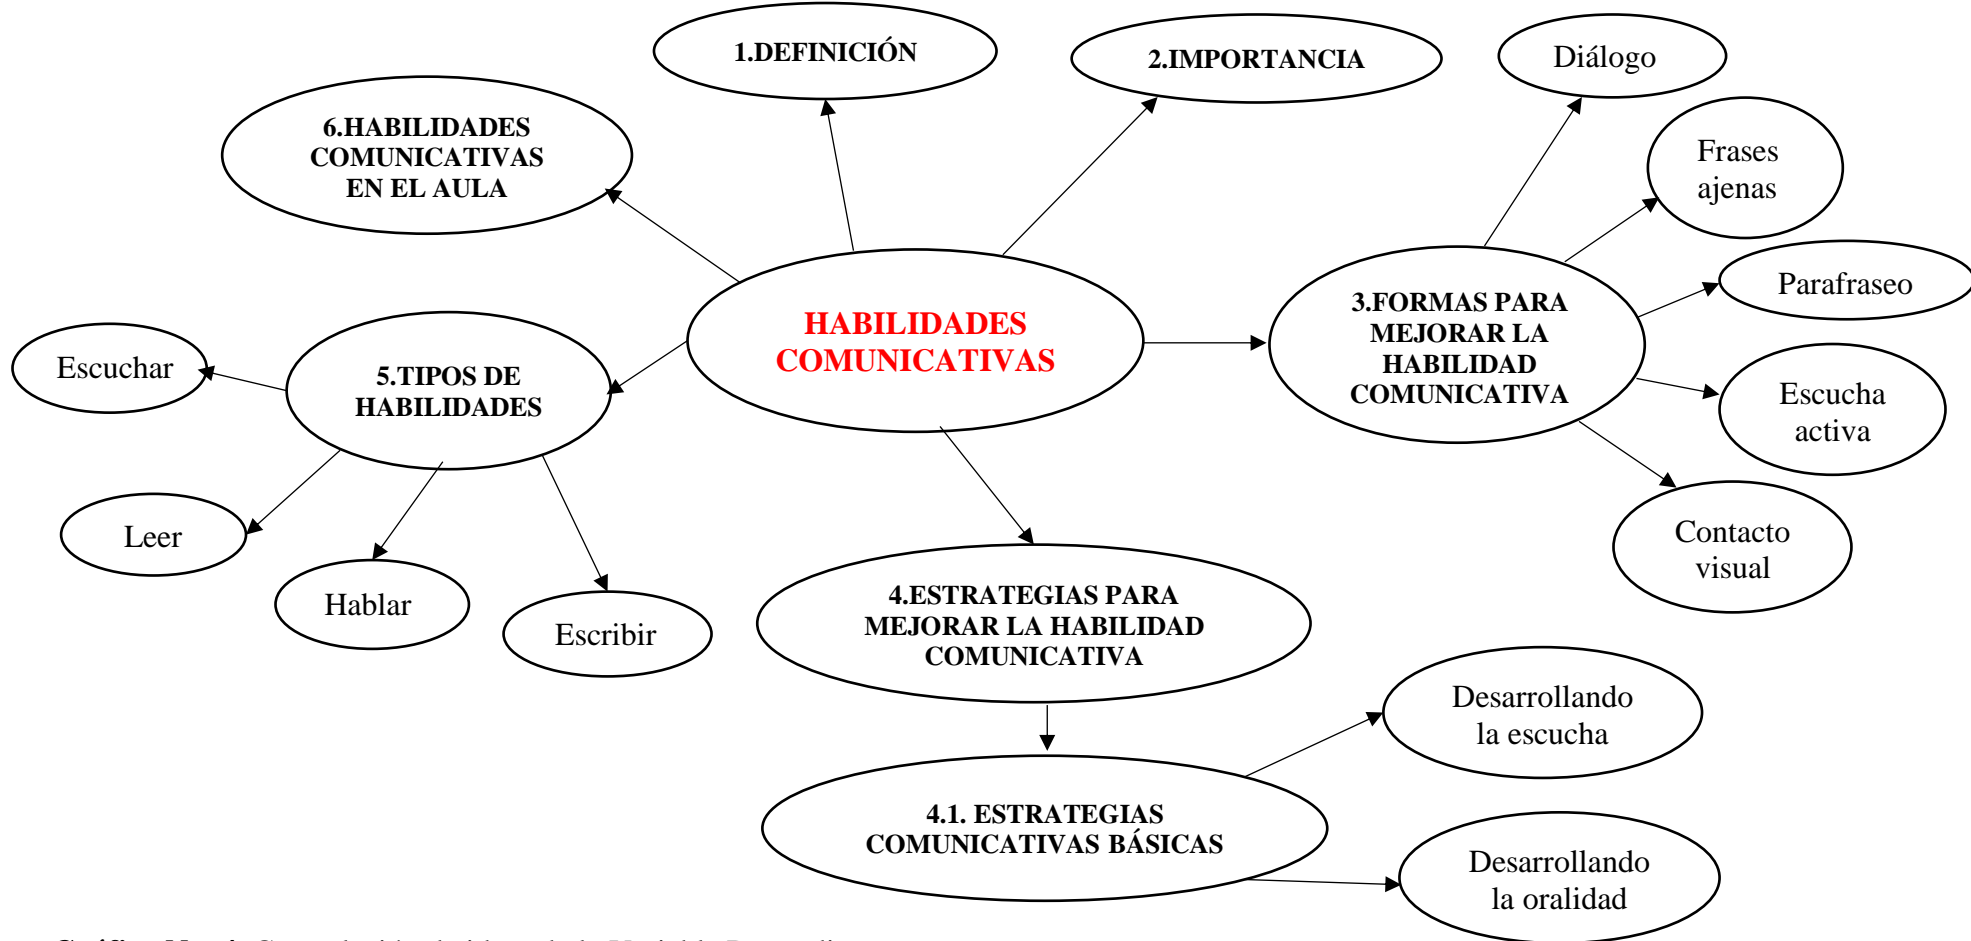 1.DEFINICIÓN
2.IMPORTANCIA
Diálogo
6.HABILIDADES
COMUNICATIVAS
EN EL AULA
Frases
ajenas
HABILIDADES
COMUNICATIVAS
3.FORMAS PARA
MEJORAR LA
HABILIDAD
COMUNICATIVA
Parafraseo
Escuchar
5.TIPOS DE
HABILIDADES
Escucha
activa
Leer
Hablar
Escribir
Contacto
visual
4.ESTRATEGIAS PARA
MEJORAR LA HABILIDAD
COMUNICATIVA
Desarrollando
la escucha
4.1. ESTRATEGIAS
COMUNICATIVAS BÁSICAS
Desarrollando
la oralidad